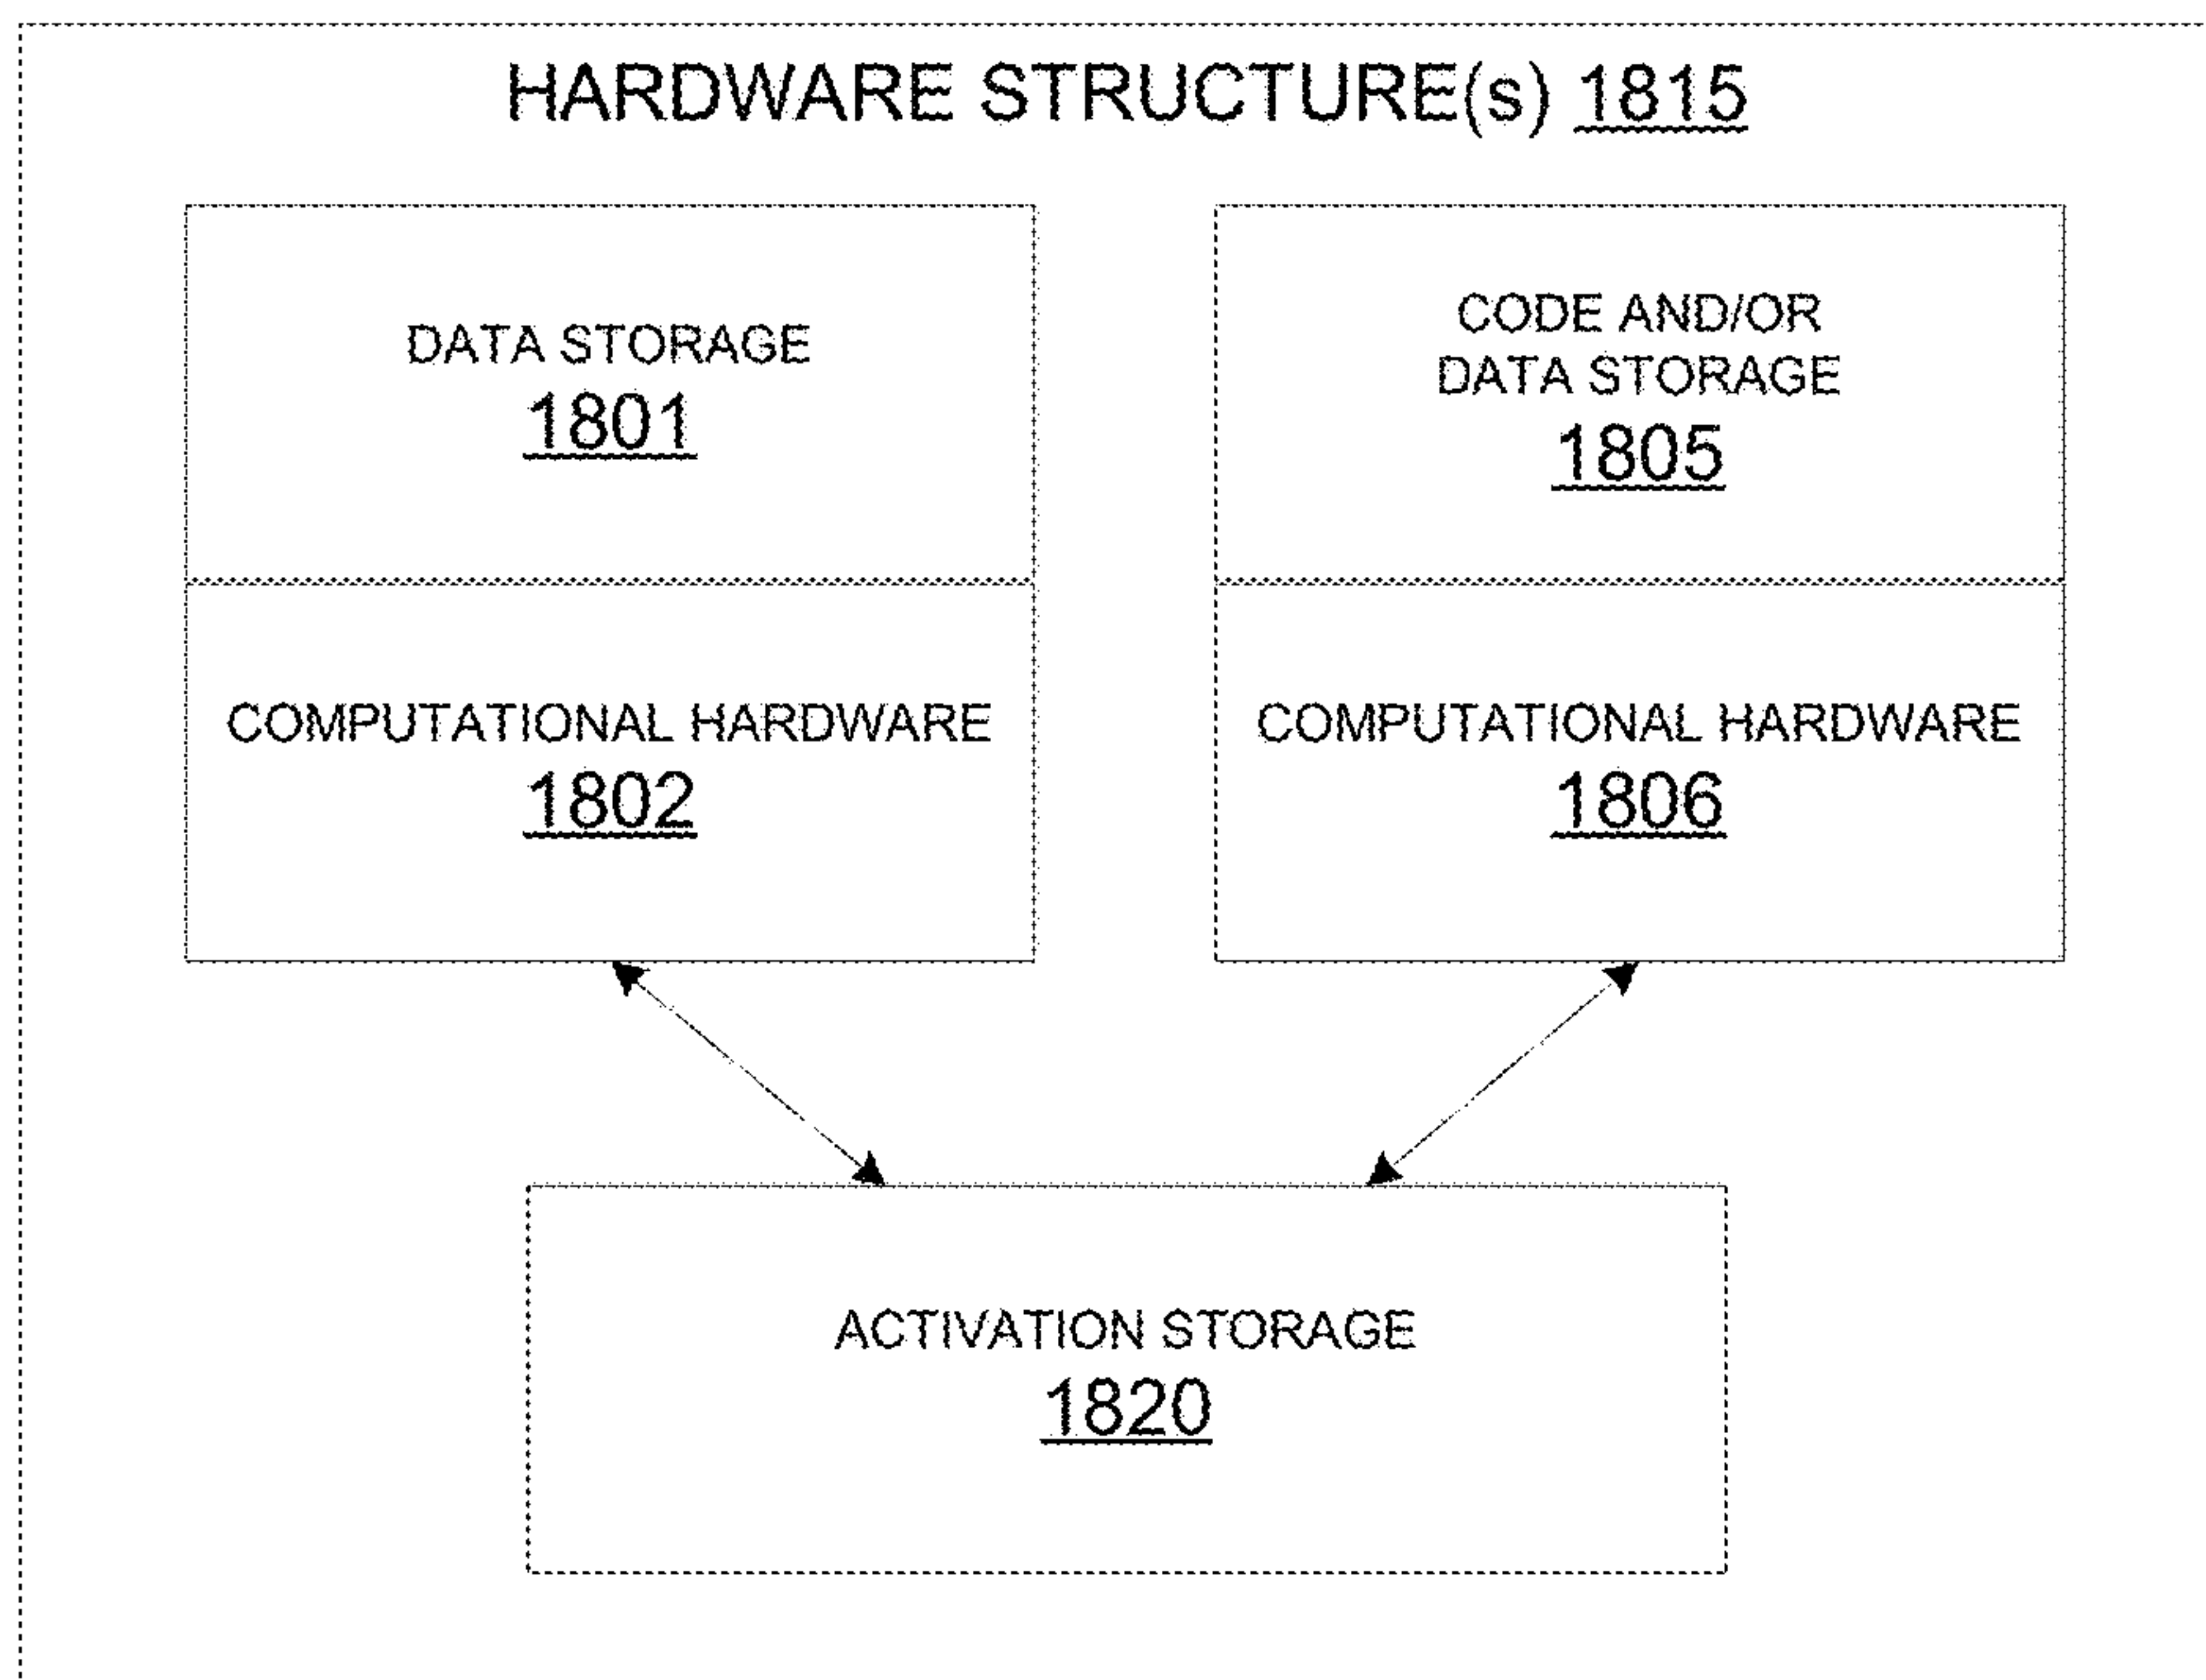 HARDWARE STRUCTURE(s) 1815
DATA STORAGE
1801
CODE AND/OR
DATA STORAGE
1805
COMPUTATIONAL HARDWARE
1802
COMPUTATIONAL HARDWARE
1806
ACTIVATION STORAGE
1820